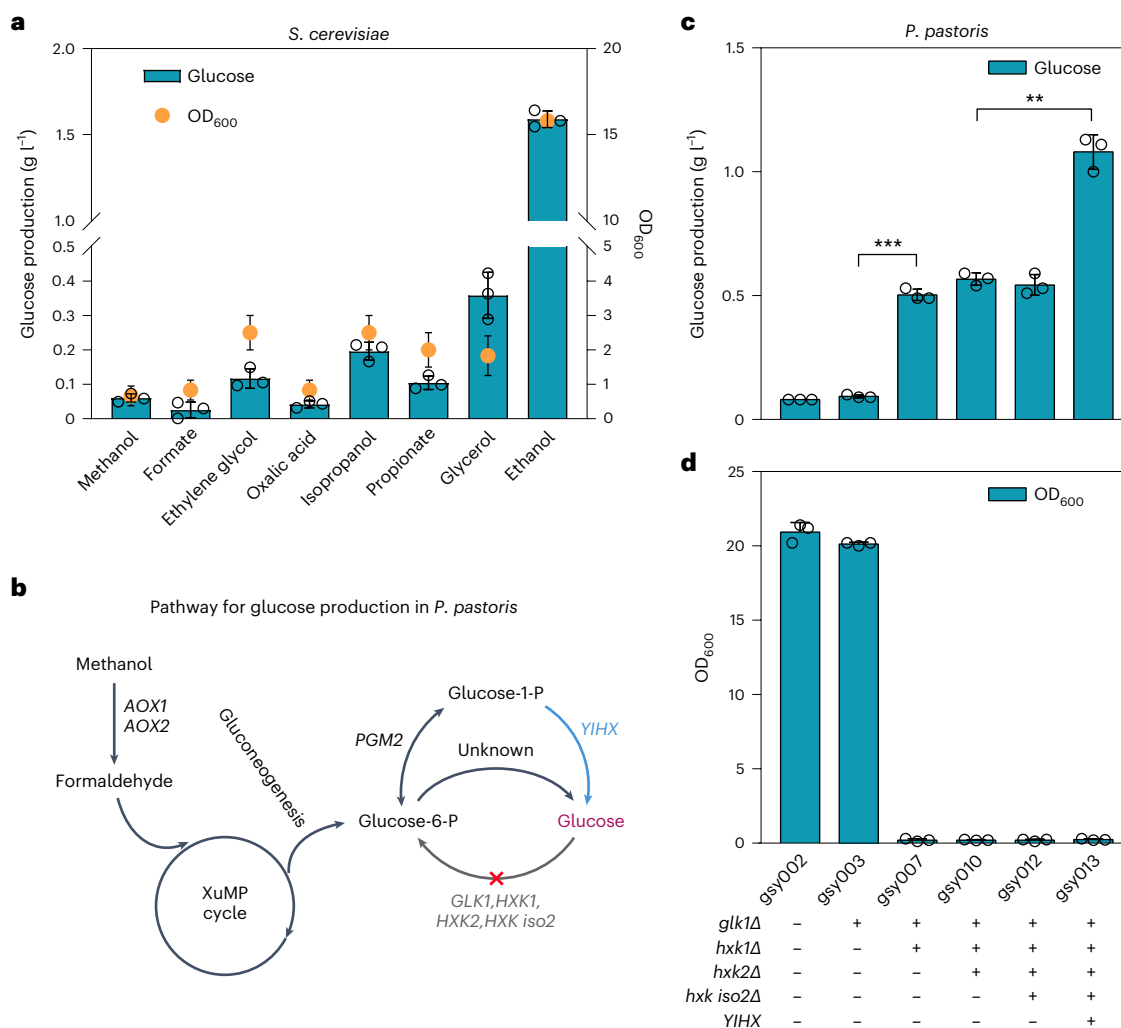 a
S. cerevisiae
2.0
1.5
1.0
0.5
0.4
0.3
0.2
0.1
0
Glucose production (g l⁻¹)
Glucose
OD₆₀₀
20
15
10
5
4
3
2
1
0
OD₆₀₀
Methanol
Formate
Ethylene glycol
Oxalic acid
Isopropanol
Propionate
Glycerol
Ethanol
b
Pathway for glucose production in P. pastoris
Methanol
AOX1
AOX2
Formaldehyde
XuMP
cycle
Gluconeogenesis
Glucose-1-P
PGM2
YIHX
Unknown
Glucose-6-P
Glucose
GLK1,HXK1,
HXK2,HXK iso2
c
P. pastoris
1.5
1.0
0.5
0
Glucose production (g l⁻¹)
Glucose
***
**
d
25
20
15
10
5
0
OD₆₀₀
OD₆₀₀
gsy002
gsy003
gsy007
gsy010
gsy012
gsy013
glk1Δ – + + + + +
hxk1Δ – – + + + +
hxk2Δ – – – + + +
hxk iso2Δ – – – – + +
YIHX – – – – – +